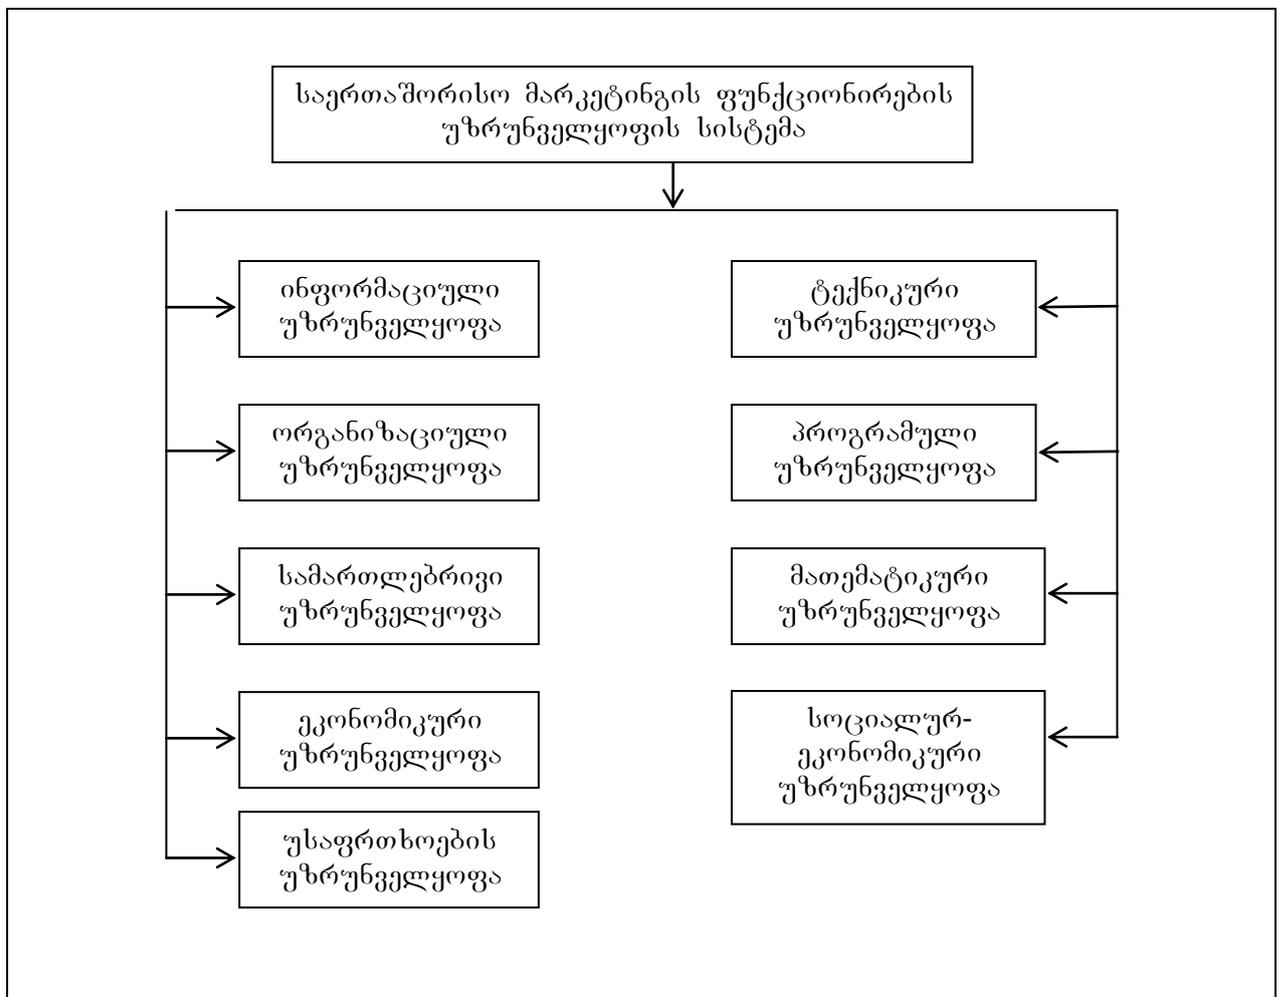 საერთაშორისო მარკეტინგის ფუნქციონირების
უზრუნველყოფის სისტემა
ინფორმაციული
უზრუნველყოფა
ორგანიზაციული
უზრუნველყოფა
სამართლებრივი
უზრუნველყოფა
ეკონომიკური
უზრუნველყოფა
უსაფრთხოების
უზრუნველყოფა
ტექნიკური
უზრუნველყოფა
პროგრამული
უზრუნველყოფა
მათემატიკური
უზრუნველყოფა
სოციალურ-
ეკონომიკური
უზრუნველყოფა